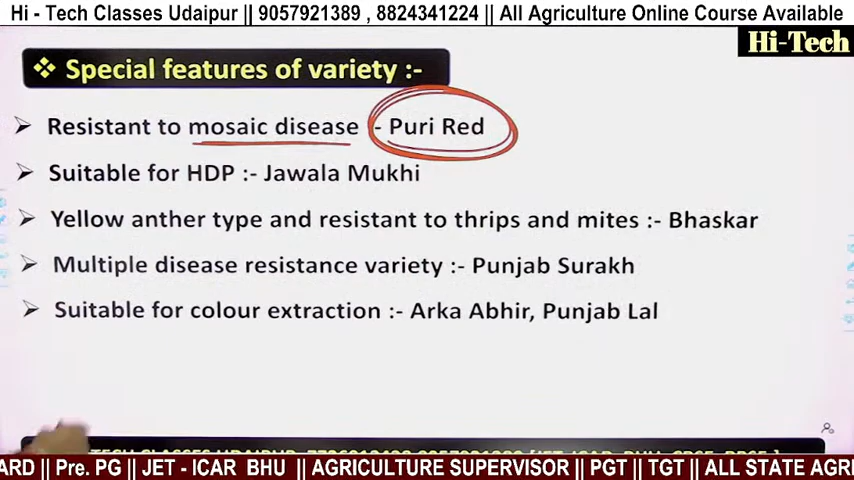 Hi - Tech Classes Udaipur || 9057921389 , 8824341224 || All Agriculture Online Course Available
Hi-Tech
❖ Special features of variety :-
➤ Resistant to mosaic disease - Puri Red
➤ Suitable for HDP :- Jawala Mukhi
➤ Yellow anther type and resistant to thrips and mites :- Bhaskar
➤ Multiple disease resistance variety :- Punjab Surakh
➤ Suitable for colour extraction :- Arka Abhir, Punjab Lal
ARD || Pre. PG || JET - ICAR BHU || AGRICULTURE SUPERVISOR || PGT || TGT || ALL STATE AGR